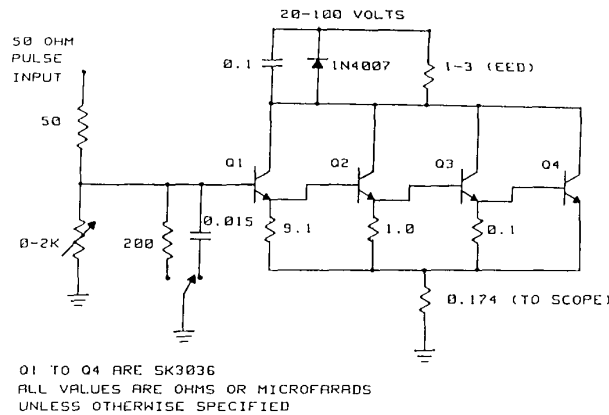 20-100 VOLTS
50 OHM
PULSE
INPUT
0.1
1N4007
1-3 (EED)
50
Q1
Q2
Q3
Q4
0-2K
200
0.015
9.1
1.0
0.1
0.174 (TO SCOPE)
Q1 TO Q4 ARE SK3036
ALL VALUES ARE OHMS OR MICROFARADS
UNLESS OTHERWISE SPECIFIED